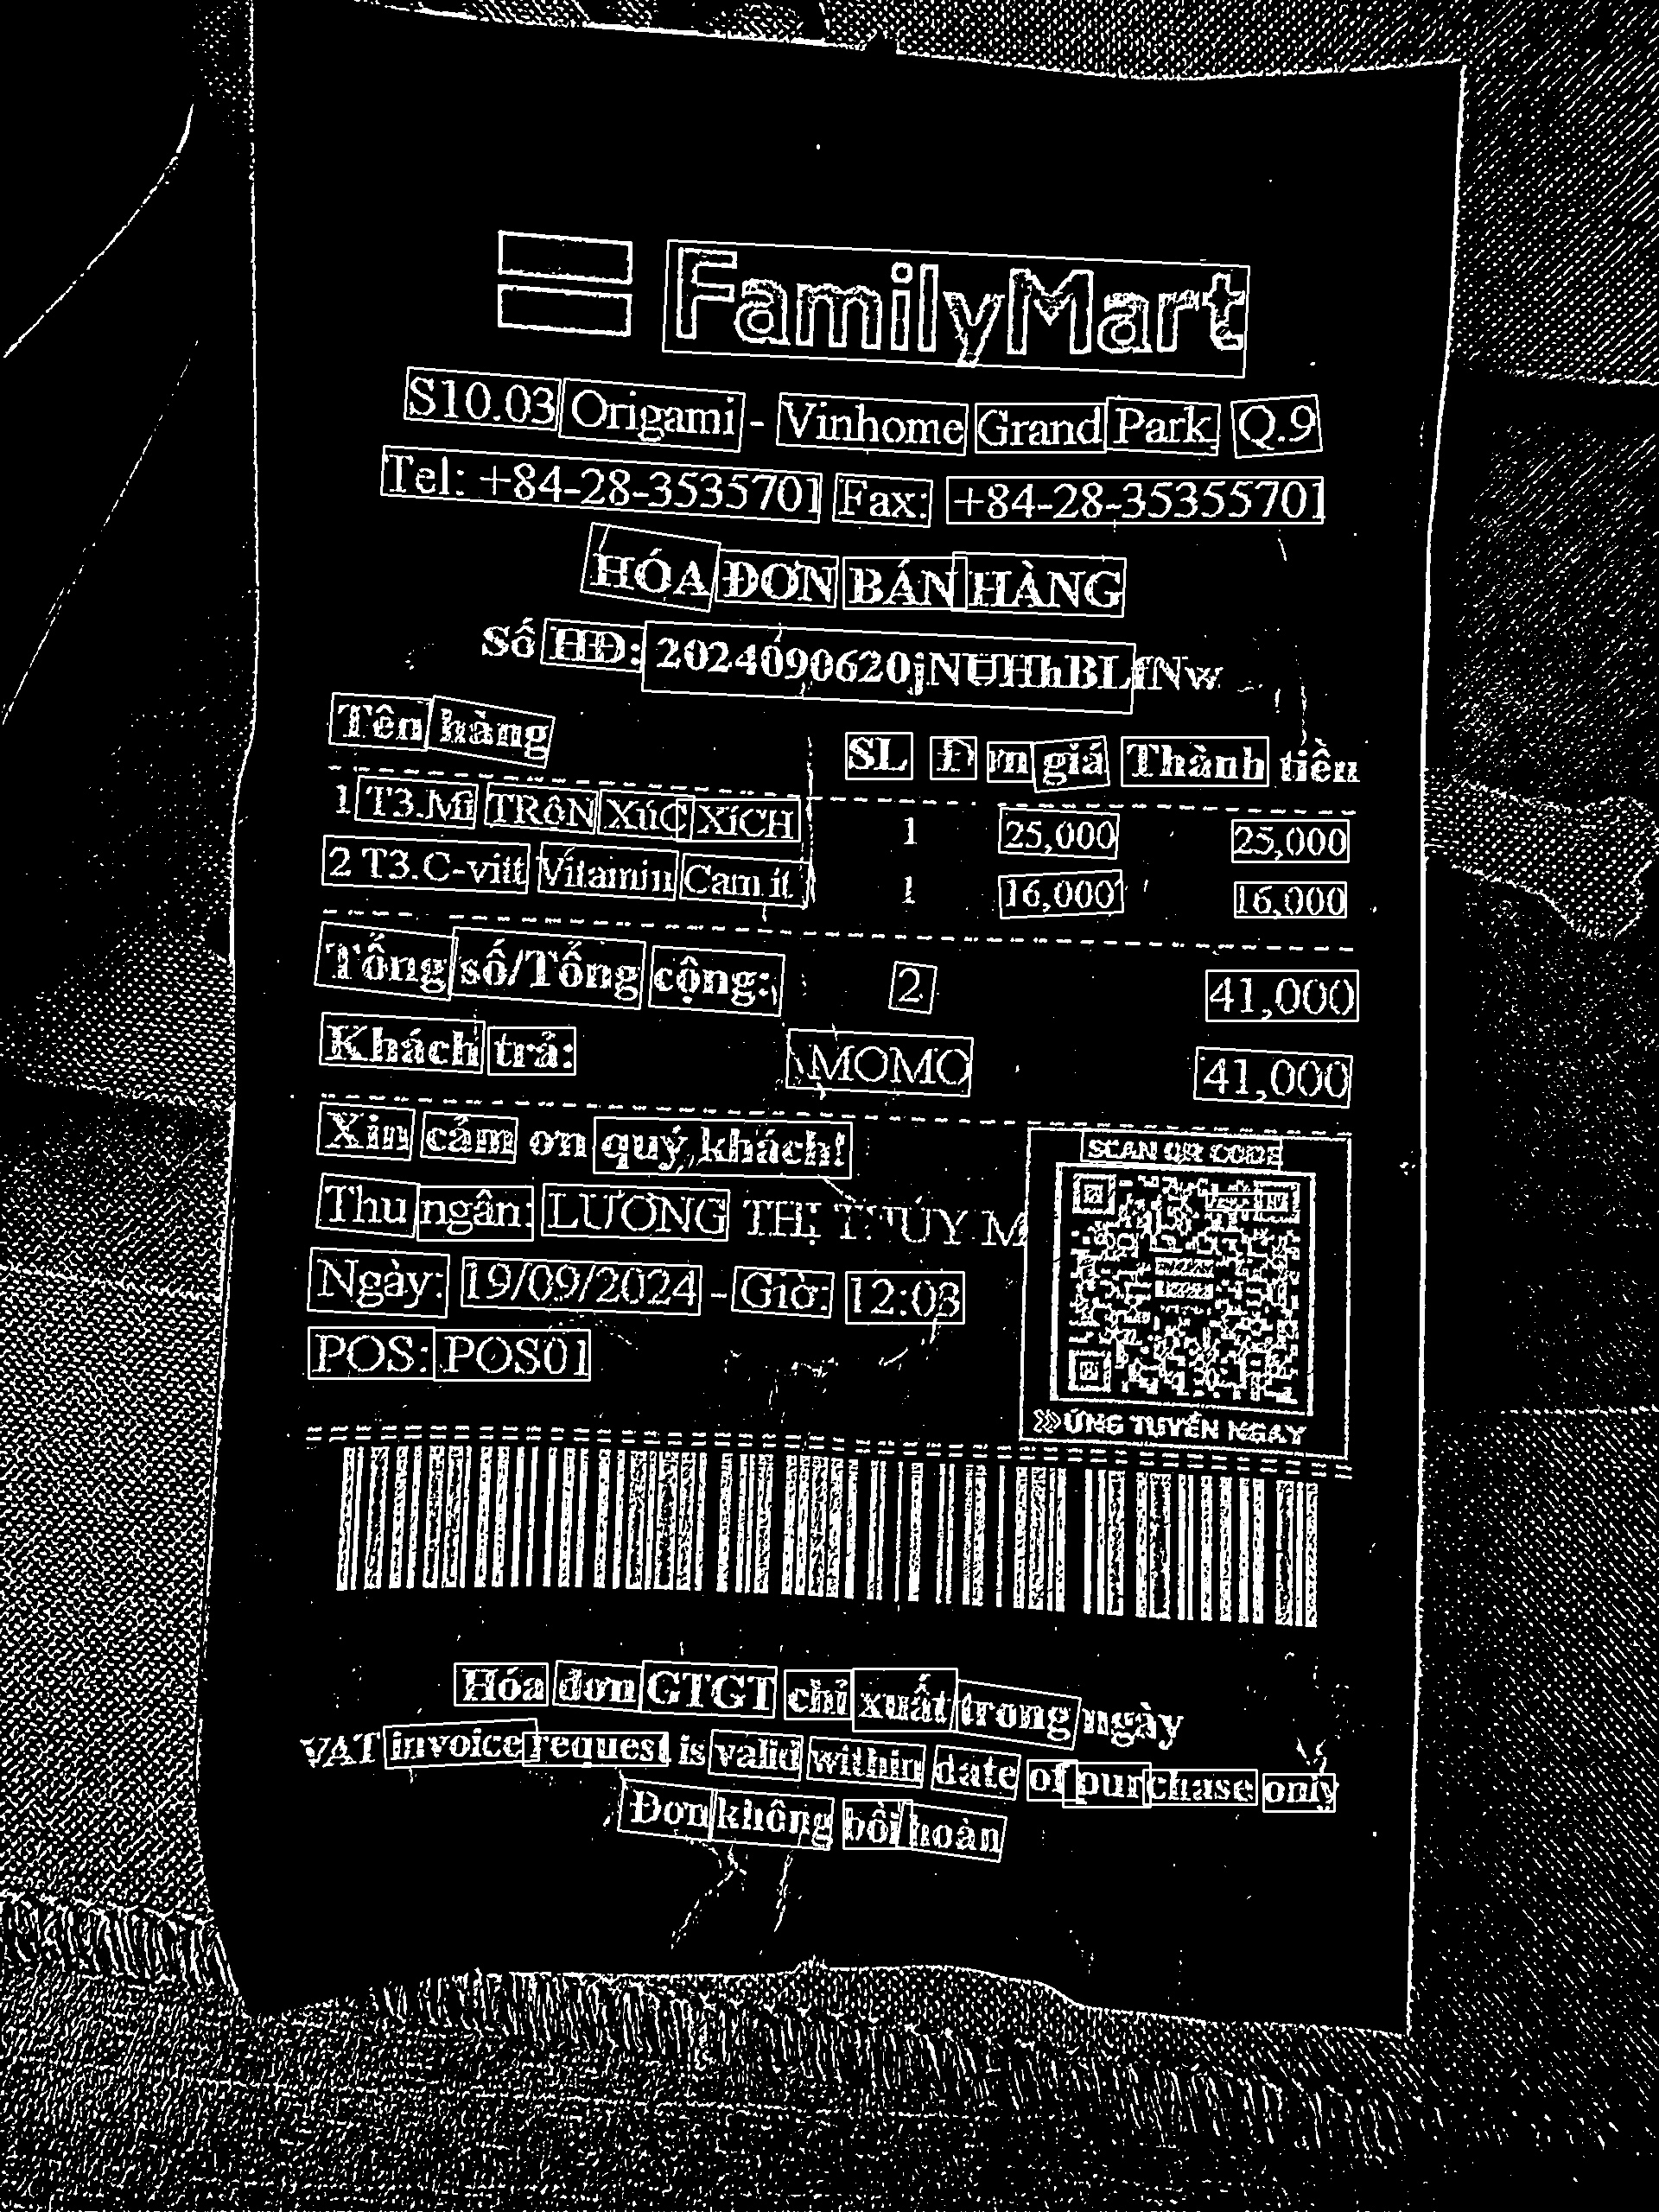 FamilyMart
S10.03 Origami - Vinhome Grand Park, Q.9
Tel: +84-28-3535701 Fax: +84-28-35355701
HÓA ĐƠN BÁN HÀNG
Số HĐ: 2024090620jNUHhBLfNw
Tên hàng SL Đơn giá Thành tiền
1 T3.Mì TRộN XúC XíCH 1 25,000 25,000
2 T3.C-vitt Vitamin Cam ít 1 16,000 16,000
Tổng số/Tổng cộng: 2 41,000
Khách trả: MOMO 41,000
Xin cảm ơn quý khách!
Thu ngân: LƯƠNG THỊ THÚY M
Ngày: 19/09/2024 - Giờ: 12:03
POS: POS01
SCAN QR CODE
ỨNG TUYỂN NGAY
Hóa đơn GTGT chỉ xuất trong ngày
VAT invoice request is valid within date of purchase only
Đơn không bồi hoàn